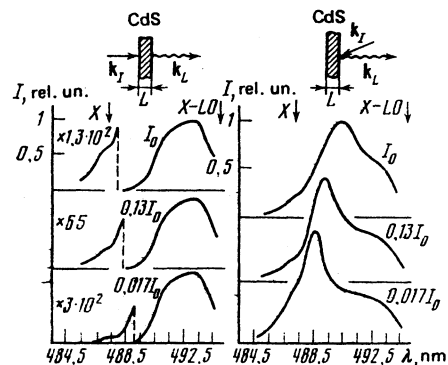 CdS
CdS
k_I k_L L
k_I k_L L
I, rel. un.
X X-LO
X X-LO
1
0,5
×1,3·10² I₀
×65 0,13I₀
×3·10² 0,017I₀
1
0,5
I₀
0,13I₀
0,017I₀
484,5 488,5 492,5
484,5 488,5 492,5 λ, nm